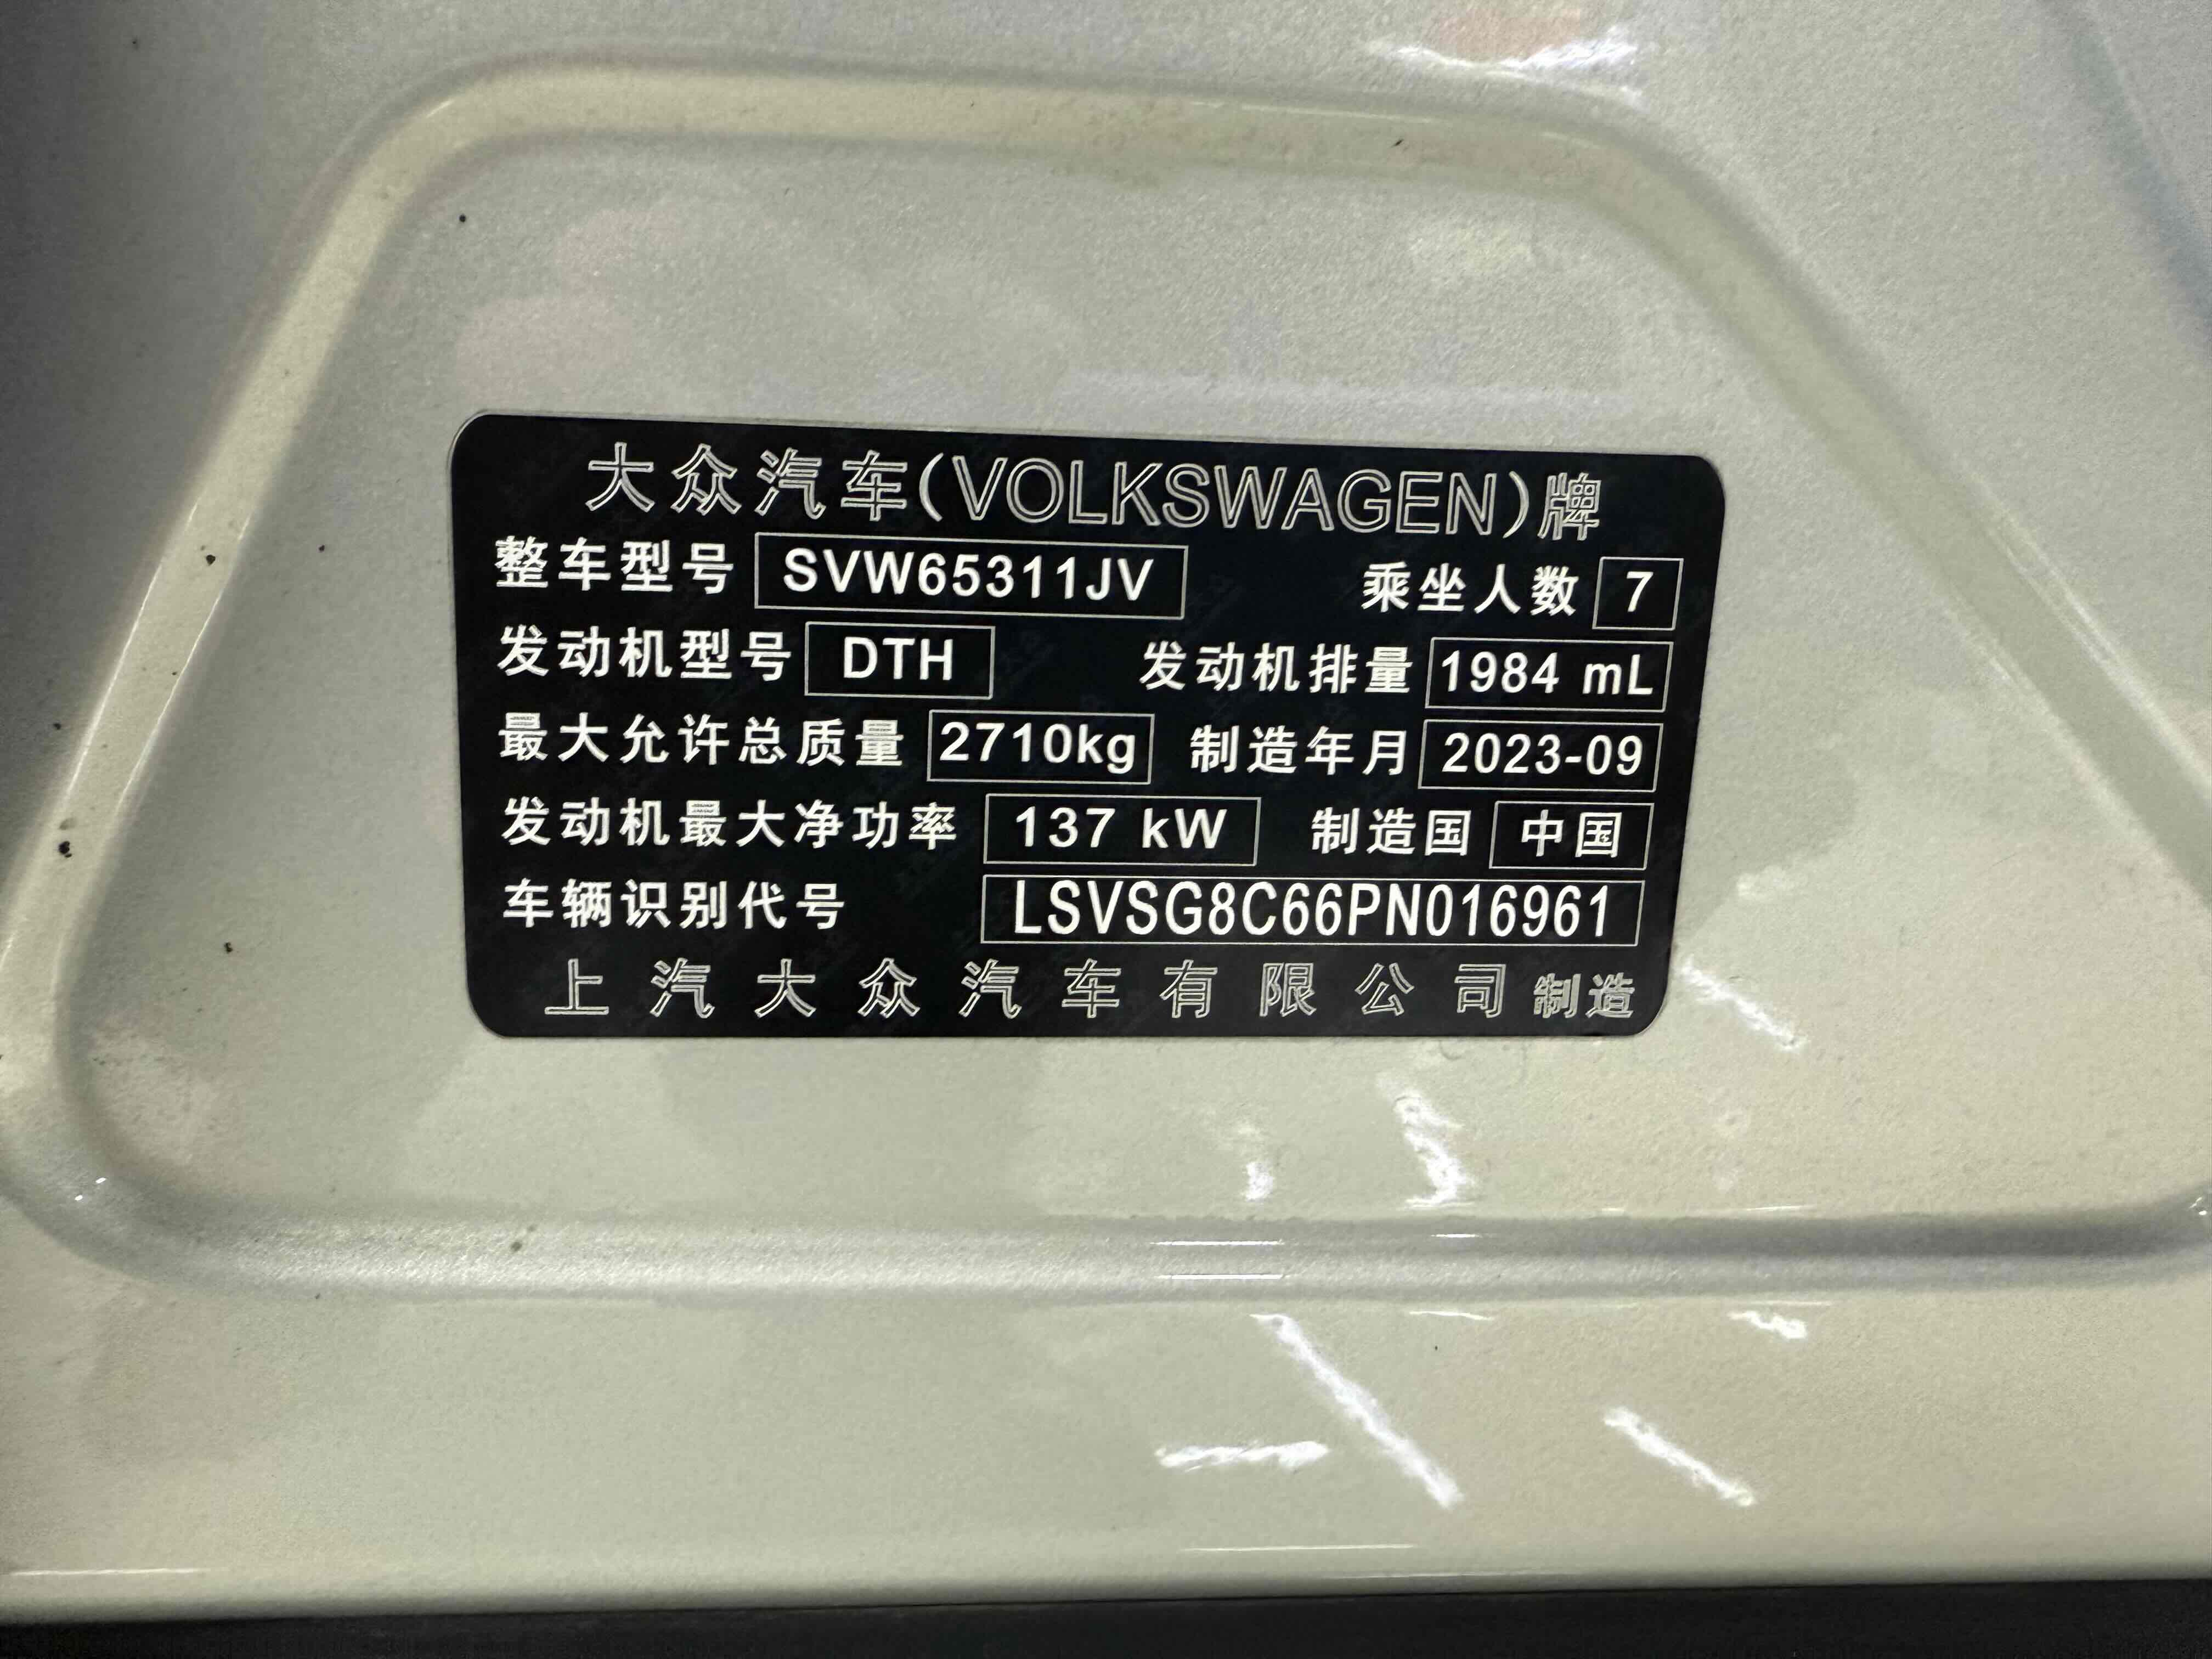 大众汽车(VOLKSWAGEN)牌
整车型号 SVW65311JV 乘坐人数 7
发动机型号 DTH 发动机排量 1984 mL
最大允许总质量 2710kg 制造年月 2023-09
发动机最大净功率 137 kW 制造国 中国
车辆识别代号 LSVSG8C66PN016961
上汽大众汽车有限公司制造